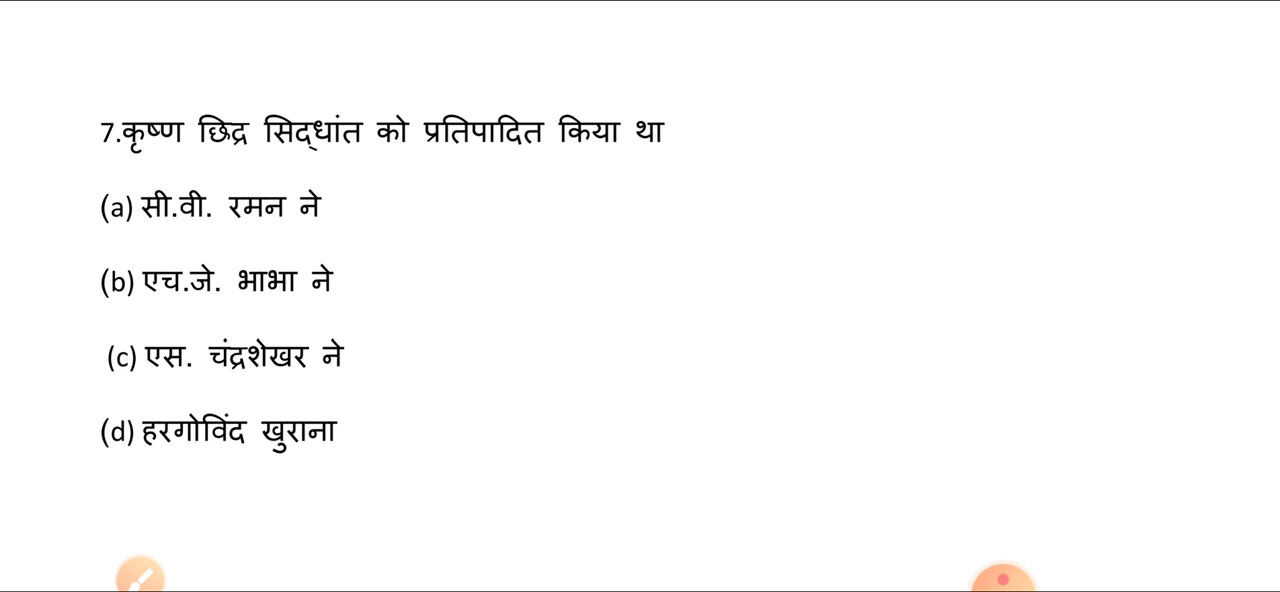 7.कृष्ण छिद्र सिद्धांत को प्रतिपादित किया था
(a) सी.वी. रमन ने
(b) एच.जे. भाभा ने
(c) एस. चंद्रशेखर ने
(d) हरगोविंद खुराना